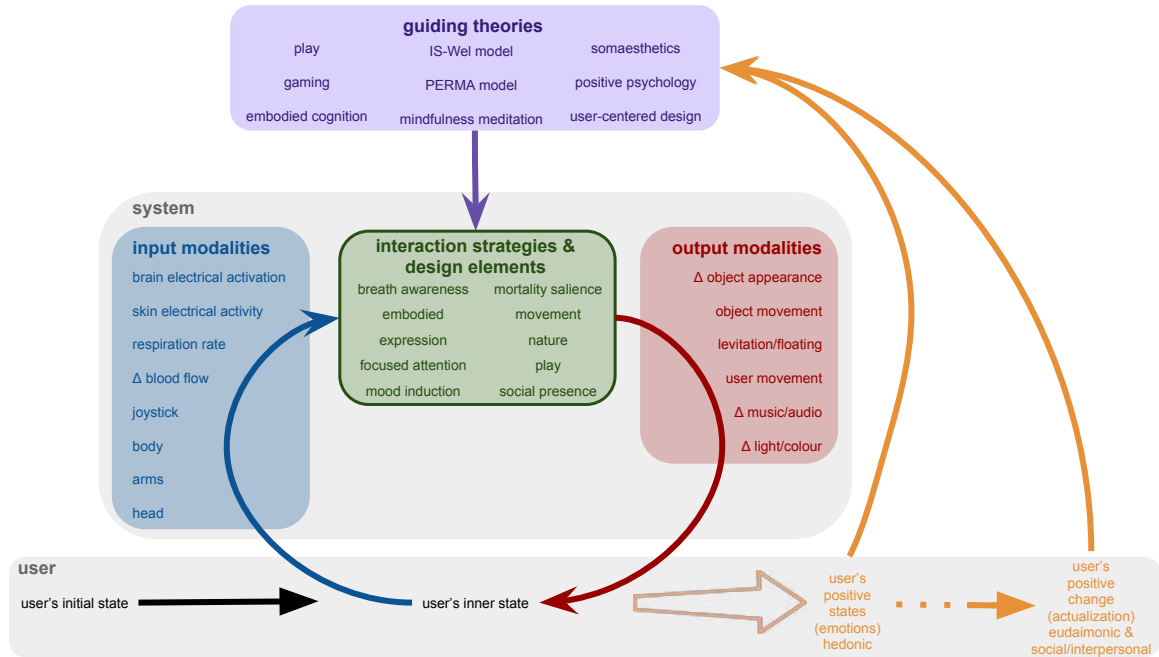 guiding theories
play
IS-Wel model
somaesthetics
gaming
PERMA model
positive psychology
embodied cognition
mindfulness meditation
user-centered design
system
input modalities
brain electrical activation
skin electrical activity
respiration rate
Δ blood flow
joystick
body
arms
head
interaction strategies &
design elements
breath awareness
mortality salience
embodied
movement
expression
nature
focused attention
play
mood induction
social presence
output modalities
Δ object appearance
object movement
levitation/floating
user movement
Δ music/audio
Δ light/colour
user
user's initial state
user's inner state
user's
positive
states
(emotions)
hedonic
user's
positive
change
(actualization)
eudaimonic &
social/interpersonal